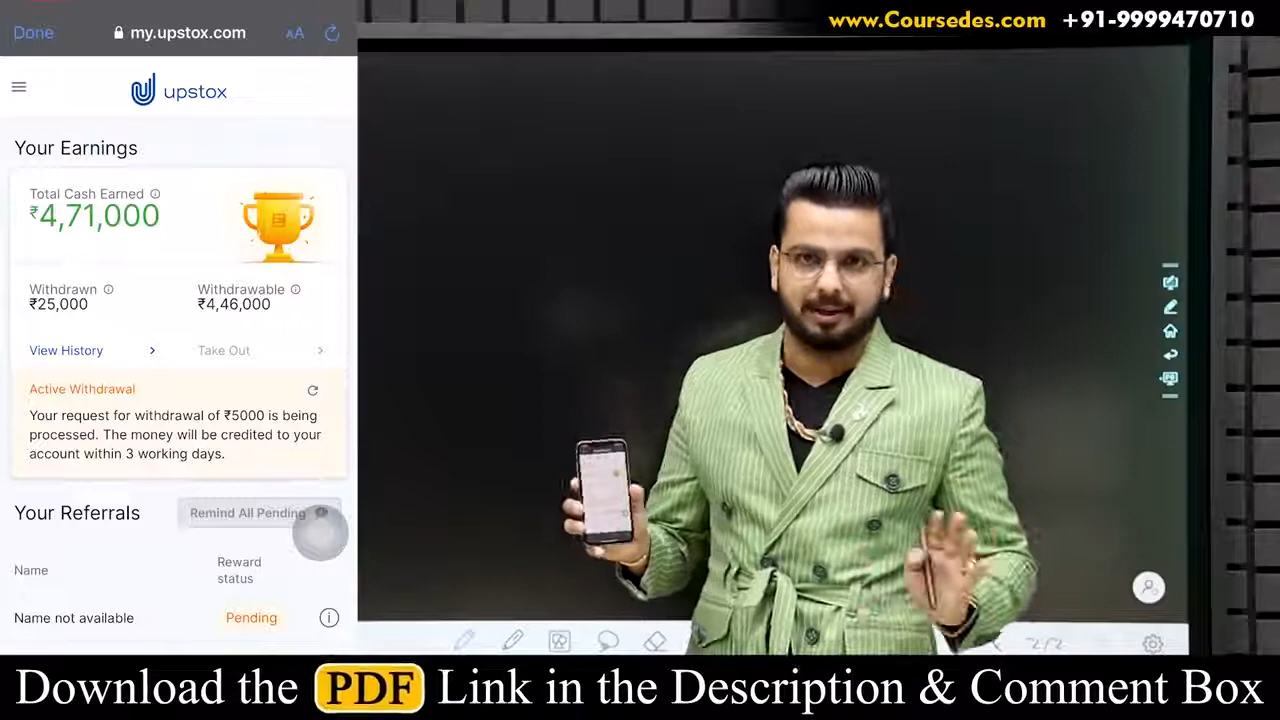 www.Coursedes.com +91-9999470710
Done
my.upstox.com
AA
upstox
Your Earnings
Total Cash Earned
₹4,71,000
Withdrawn
₹25,000
Withdrawable
₹4,46,000
View History
Take Out
Active Withdrawal
Your request for withdrawal of ₹5000 is being
processed. The money will be credited to your
account within 3 working days.
Your Referrals
Remind All Pending
Name
Reward
status
Name not available
Pending
2/2
Download the PDF Link in the Description & Comment Box